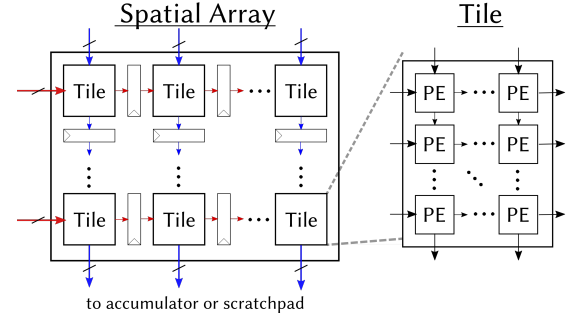 Spatial Array
Tile
Tile Tile Tile
PE PE
PE PE
Tile Tile Tile
PE PE
to accumulator or scratchpad